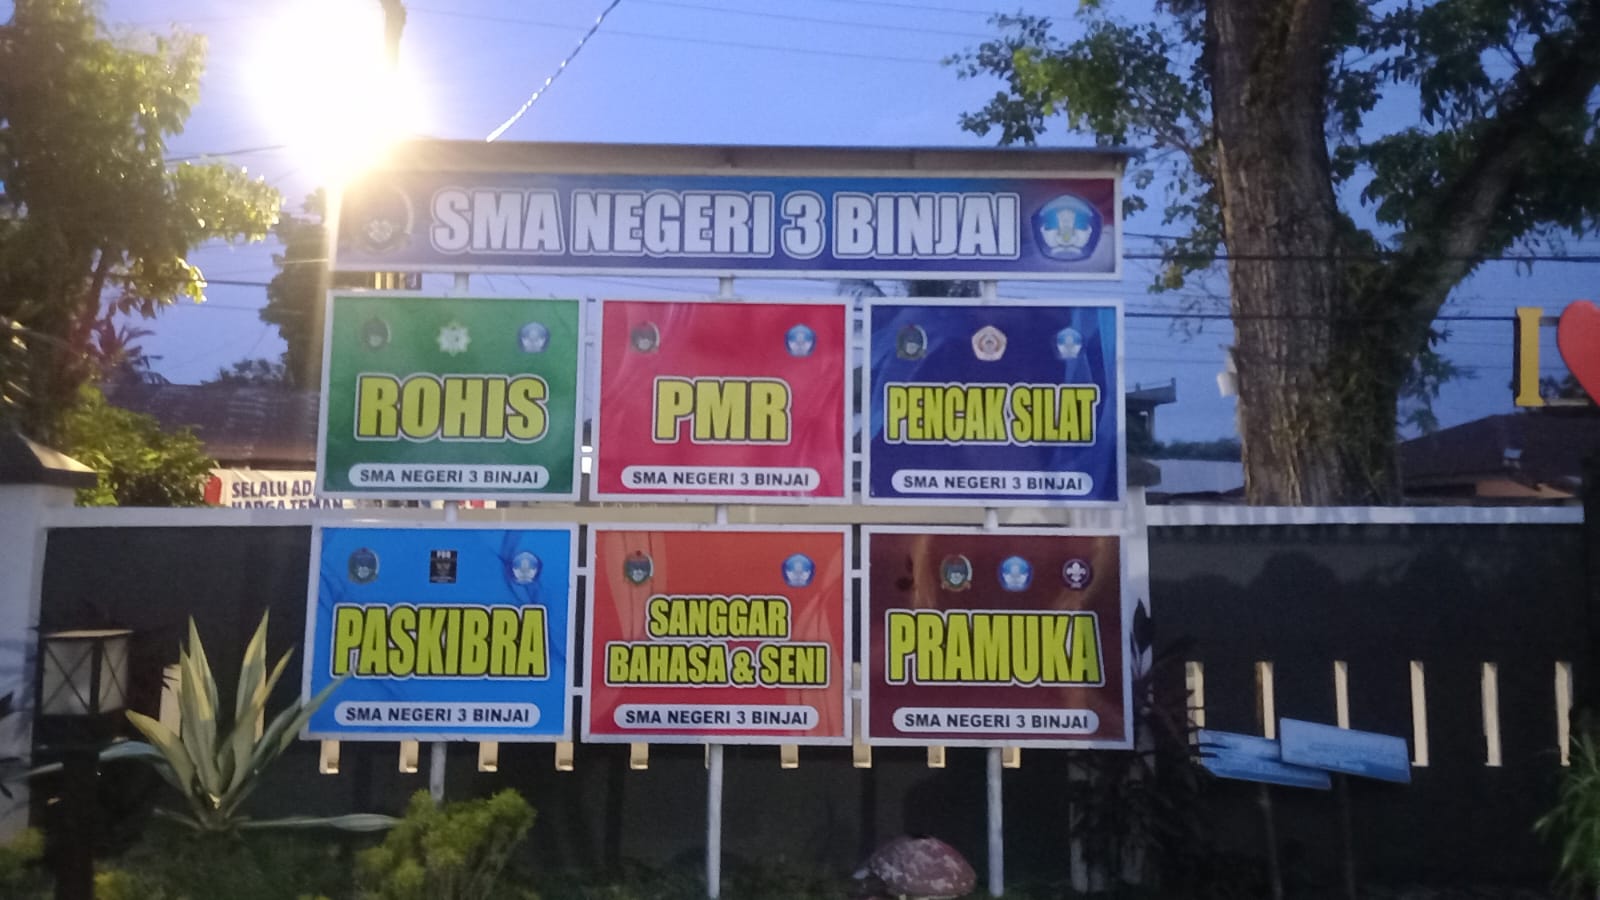 SMA NEGERI 3 BINJAI
ROHIS
SMA NEGERI 3 BINJAI
PMR
SMA NEGERI 3 BINJAI
PENCAK SILAT
SMA NEGERI 3 BINJAI
SELALU ADA
HARGA TEMAN
PASKIBRA
SMA NEGERI 3 BINJAI
SANGGAR
BAHASA & SENI
SMA NEGERI 3 BINJAI
PRAMUKA
SMA NEGERI 3 BINJAI
I